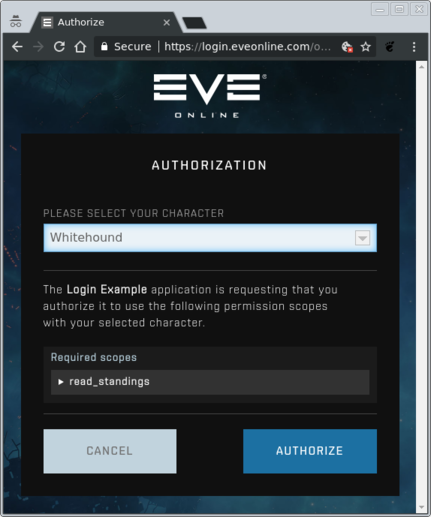 Authorize
Secure | https://login.eveonline.com/o...
EVE
ONLINE
AUTHORIZATION
PLEASE SELECT YOUR CHARACTER
Whitehound
The Login Example application is requesting that you
authorize it to use the following permission scopes
with your selected character.
Required scopes
read_standings
CANCEL
AUTHORIZE